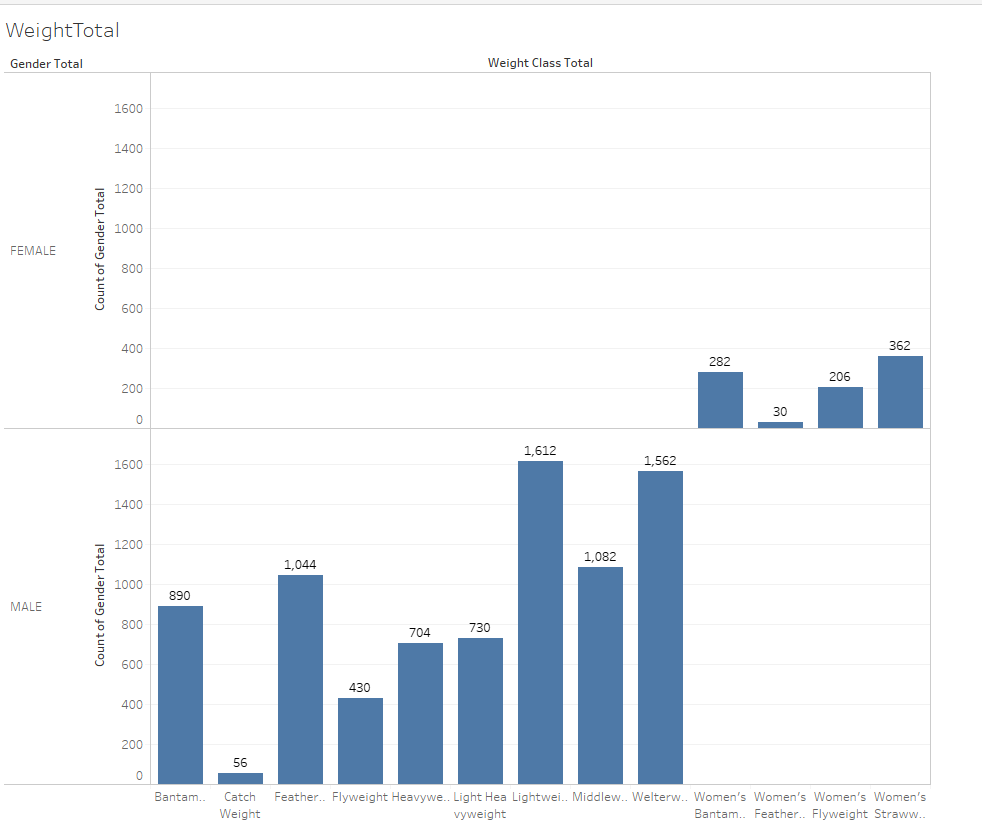 WeightTotal
Gender Total
Weight Class Total
1600
1400
1200
1000
800
600
400
200
0
Count of Gender Total
FEMALE
282
30
206
362
1600
1400
1200
1000
800
600
400
200
0
Count of Gender Total
MALE
890
56
1,044
430
704
730
1,612
1,082
1,562
Bantam..
Catch
Weight
Feather..
Flyweight
Heavywe..
Light Hea
vyweight
Lightwei..
Middlew..
Welterw..
Women's
Bantam..
Women's
Feather..
Women's
Flyweight
Women's
Straww..